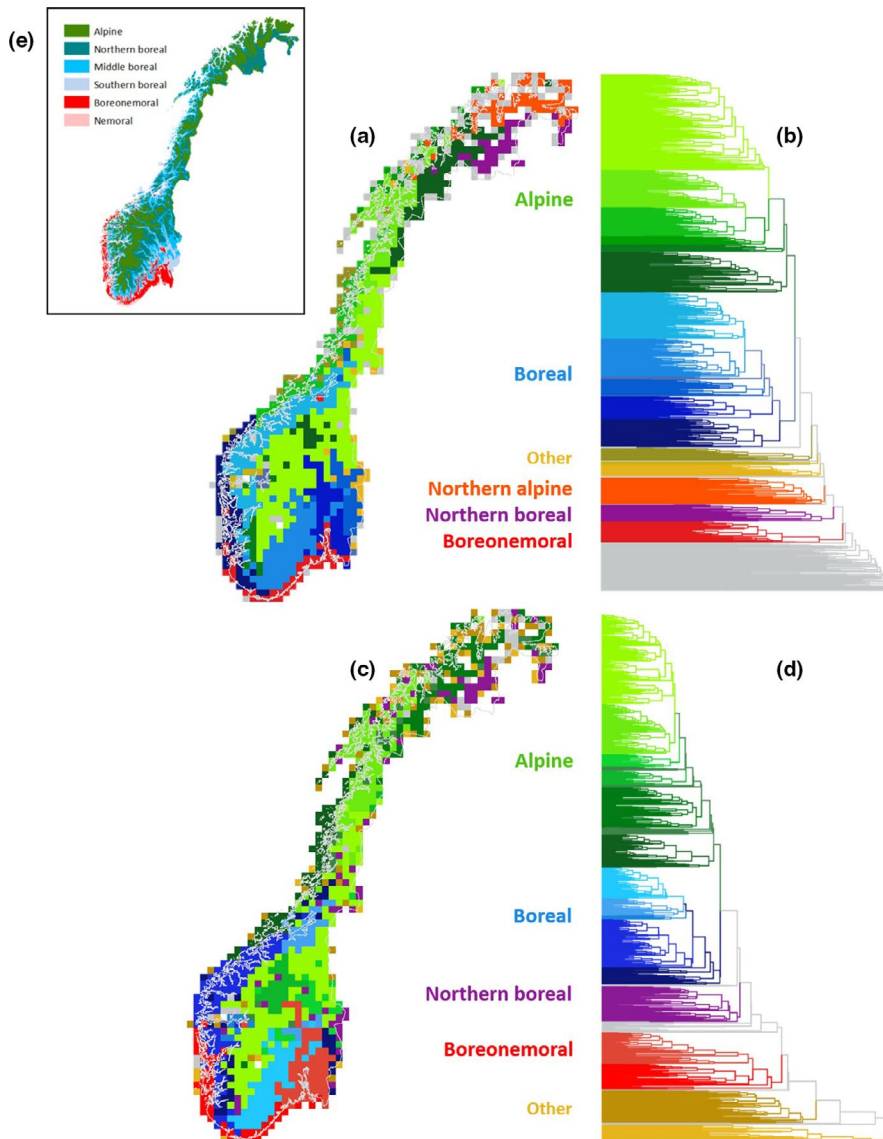 (e)
Alpine
Northern boreal
Middle boreal
Southern boreal
Boreonemoral
Nemoral
(a)
(b)
Alpine
Boreal
Other
Northern alpine
Northern boreal
Boreonemoral
(c)
(d)
Alpine
Boreal
Northern boreal
Boreonemoral
Other